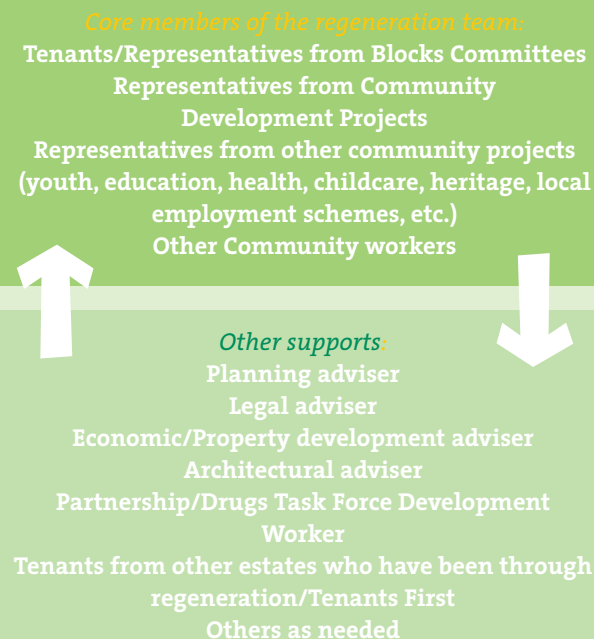 Core members of the regeneration team:
Tenants/Representatives from Blocks Committees
Representatives from Community
Development Projects
Representatives from other community projects
(youth, education, health, childcare, heritage, local
employment schemes, etc.)
Other Community workers
Other supports:
Planning adviser
Legal adviser
Economic/Property development adviser
Architectural adviser
Partnership/Drugs Task Force Development
Worker
Tenants from other estates who have been through
regeneration/Tenants First
Others as needed